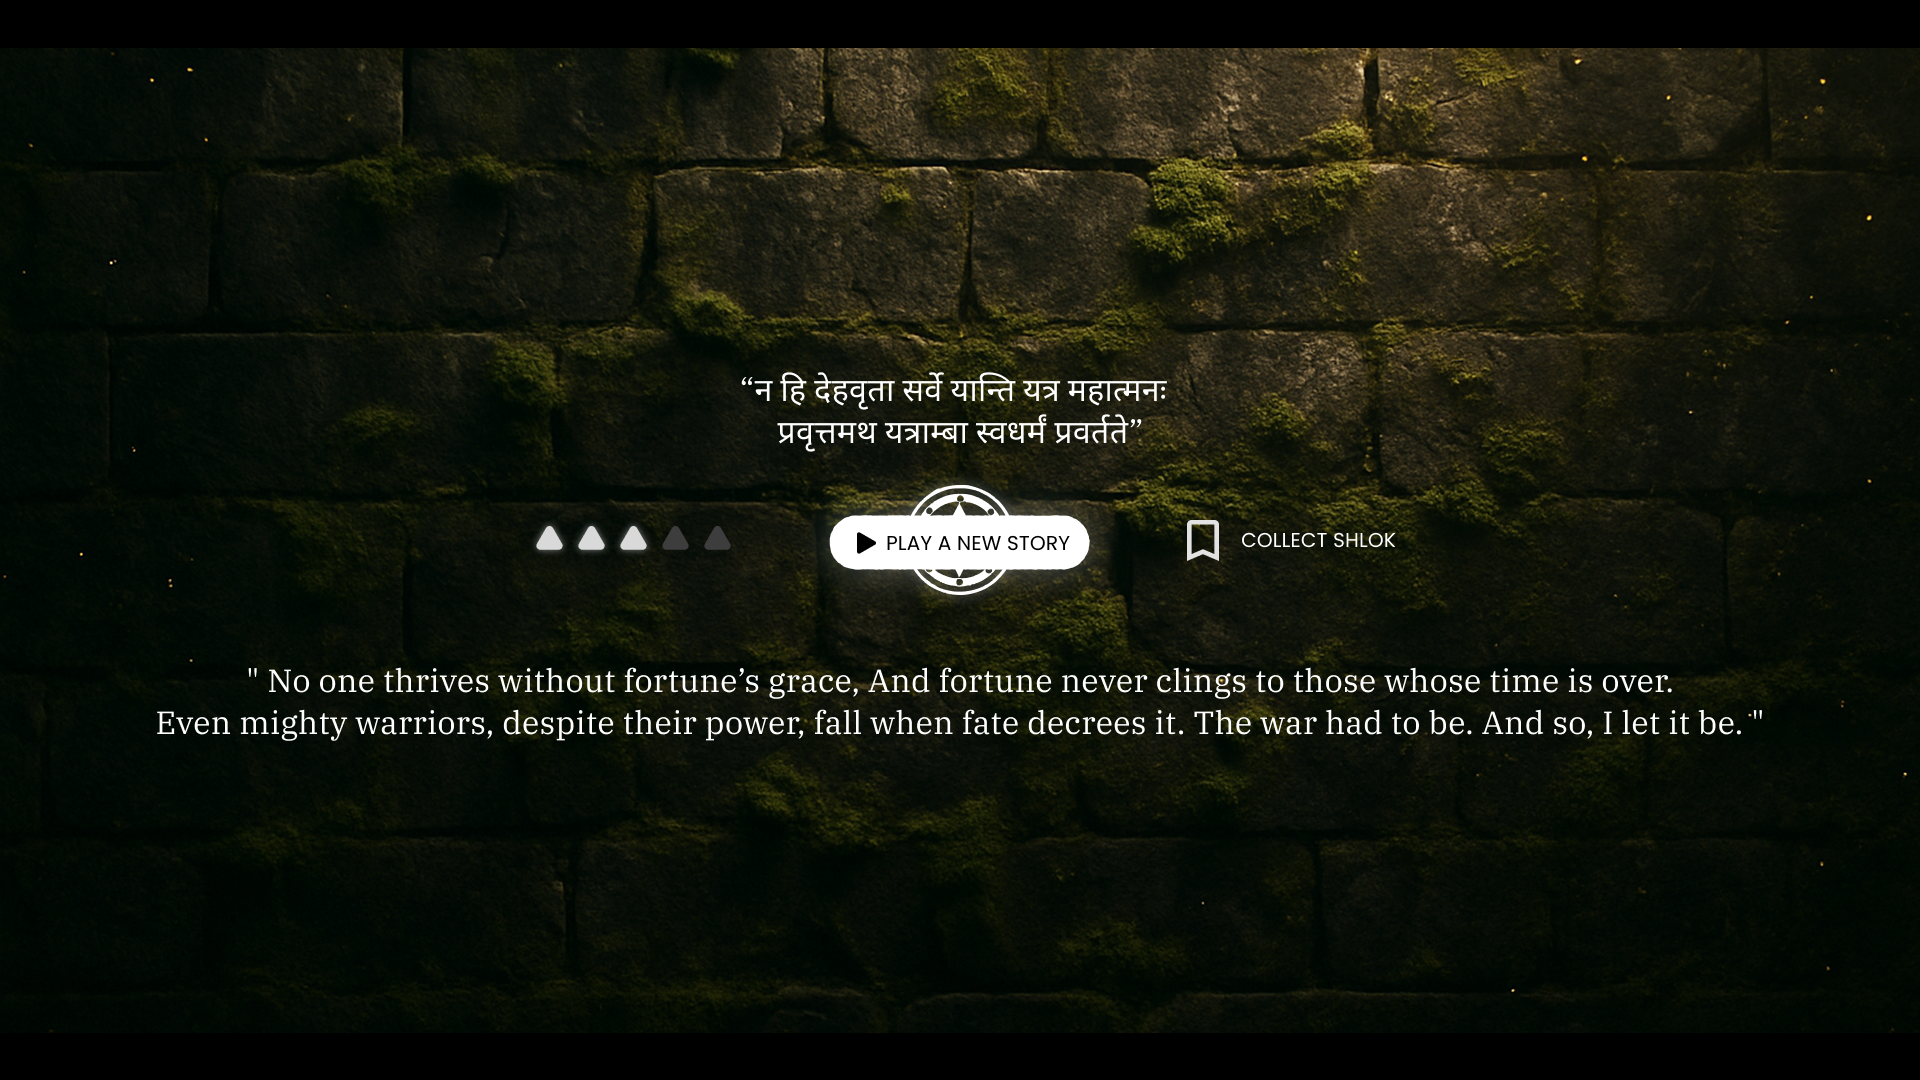 “न हि देहवृता सर्वे यान्ति यत्र महात्मनः
प्रवृत्तमथ यत्राम्बा स्वधर्मं प्रवर्तते”
PLAY A NEW STORY
COLLECT SHLOK
" No one thrives without fortune’s grace, And fortune never clings to those whose time is over.
Even mighty warriors, despite their power, fall when fate decrees it. The war had to be. And so, I let it be. "